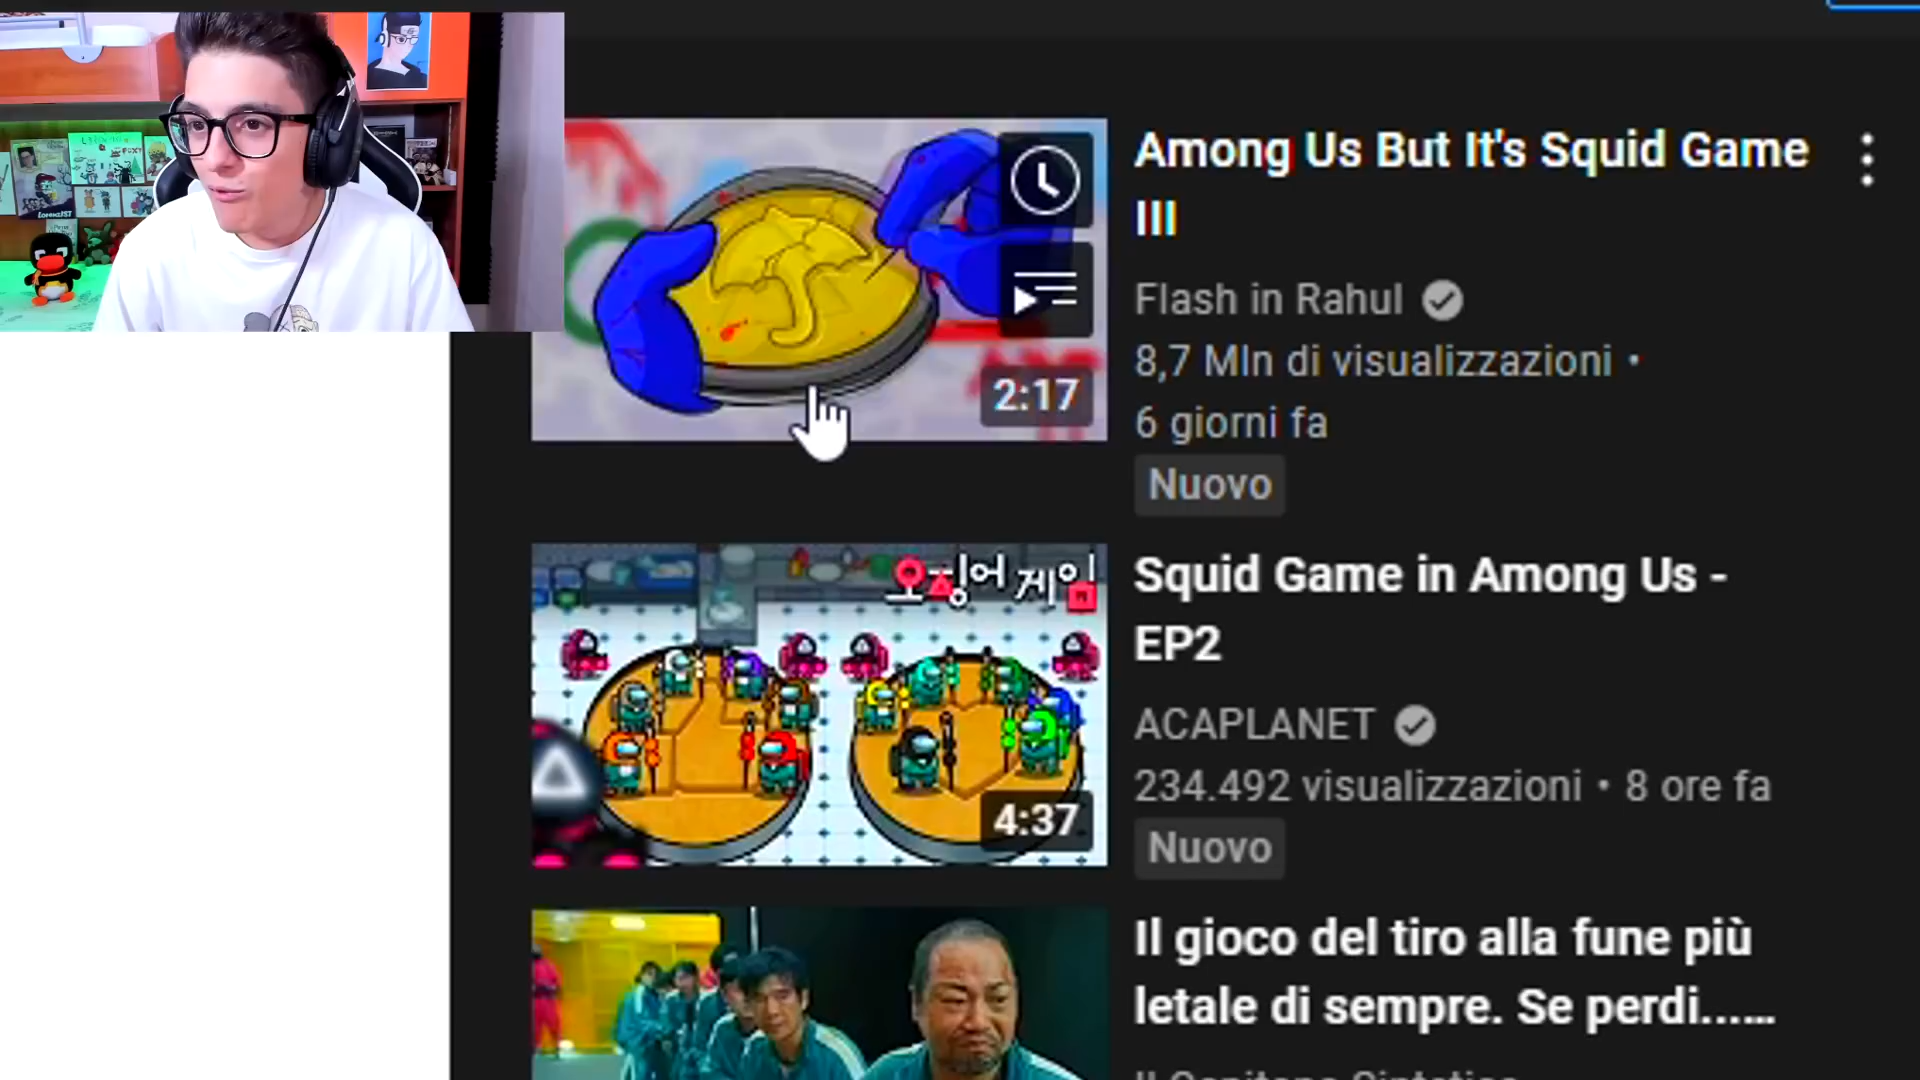 Among Us But It's Squid Game
III
Flash in Rahul
8,7 Mln di visualizzazioni •
6 giorni fa
Nuovo
2:17
오징어 게임
Squid Game in Among Us -
EP2
ACAPLANET
234.492 visualizzazioni • 8 ore fa
Nuovo
4:37
Il gioco del tiro alla fune più
letale di sempre. Se perdi......